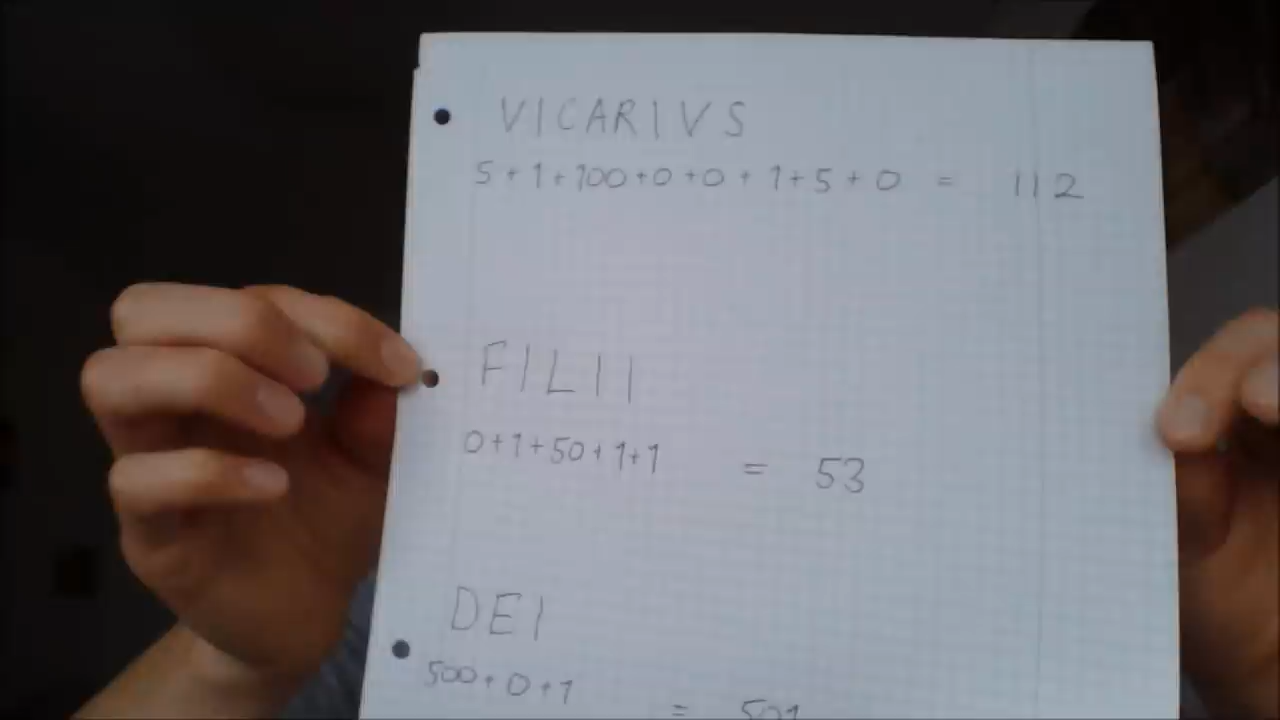 VICARIVS
5+1+100+0+0+1+5+0 = 112
FILII
0+1+50+1+1 = 53
DEI
500+0+1 = 501